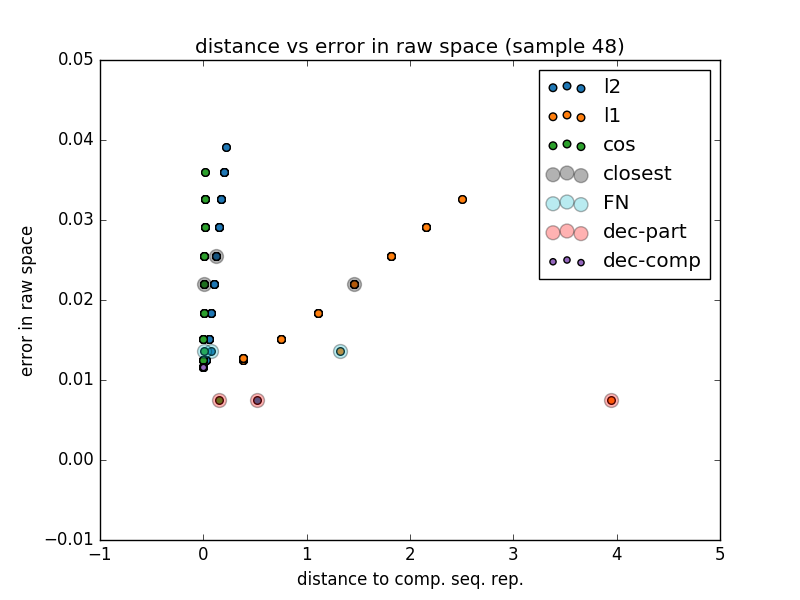 distance vs error in raw space (sample 48)
0.05
0.04
0.03
0.02
0.01
0.00
−0.01
error in raw space
l2
l1
cos
closest
FN
dec-part
dec-comp
−1 0 1 2 3 4 5
distance to comp. seq. rep.